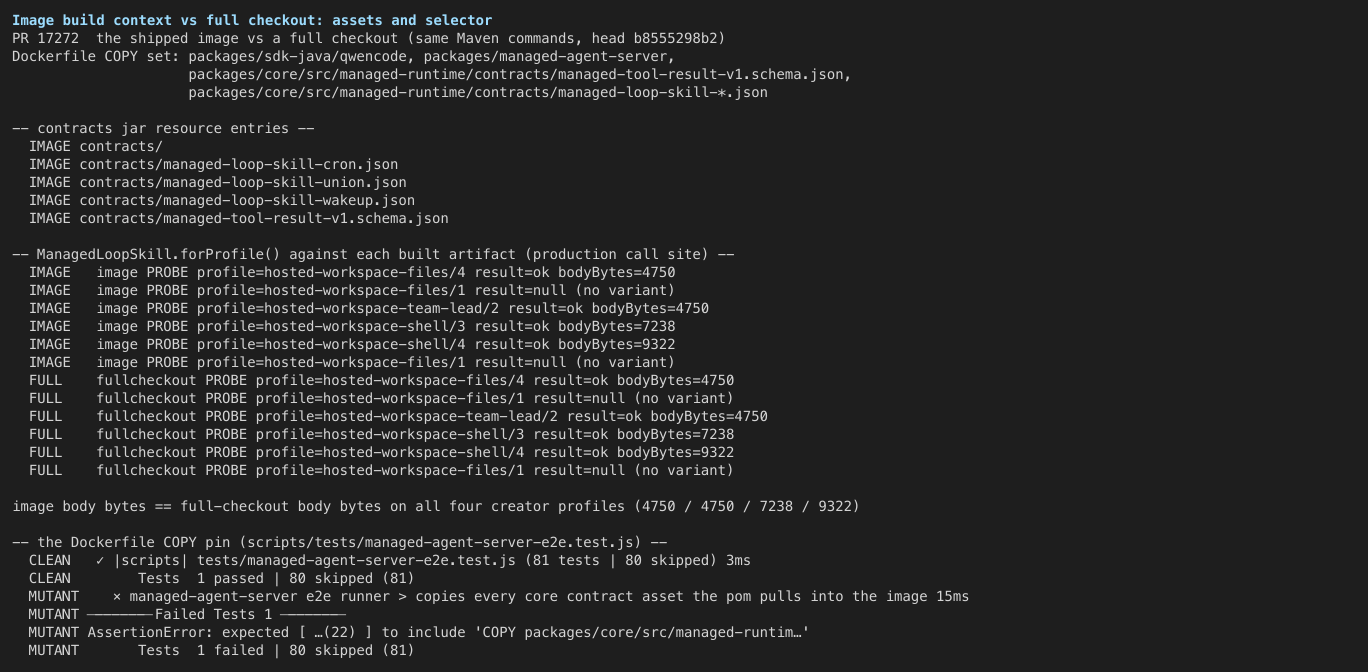 Image build context vs full checkout: assets and selector
PR 17272  the shipped image vs a full checkout (same Maven commands, head b8555298b2)
Dockerfile COPY set: packages/sdk-java/qwencode, packages/managed-agent-server,
                     packages/core/src/managed-runtime/contracts/managed-tool-result-v1.schema.json,
                     packages/core/src/managed-runtime/contracts/managed-loop-skill-*.json

-- contracts jar resource entries --
  IMAGE contracts/
  IMAGE contracts/managed-loop-skill-cron.json
  IMAGE contracts/managed-loop-skill-union.json
  IMAGE contracts/managed-loop-skill-wakeup.json
  IMAGE contracts/managed-tool-result-v1.schema.json

-- ManagedLoopSkill.forProfile() against each built artifact (production call site) --
  IMAGE   image PROBE profile=hosted-workspace-files/4 result=ok bodyBytes=4750
  IMAGE   image PROBE profile=hosted-workspace-files/1 result=null (no variant)
  IMAGE   image PROBE profile=hosted-workspace-team-lead/2 result=ok bodyBytes=4750
  IMAGE   image PROBE profile=hosted-workspace-shell/3 result=ok bodyBytes=7238
  IMAGE   image PROBE profile=hosted-workspace-shell/4 result=ok bodyBytes=9322
  IMAGE   image PROBE profile=hosted-workspace-files/1 result=null (no variant)
  FULL    fullcheckout PROBE profile=hosted-workspace-files/4 result=ok bodyBytes=4750
  FULL    fullcheckout PROBE profile=hosted-workspace-files/1 result=null (no variant)
  FULL    fullcheckout PROBE profile=hosted-workspace-team-lead/2 result=ok bodyBytes=4750
  FULL    fullcheckout PROBE profile=hosted-workspace-shell/3 result=ok bodyBytes=7238
  FULL    fullcheckout PROBE profile=hosted-workspace-shell/4 result=ok bodyBytes=9322
  FULL    fullcheckout PROBE profile=hosted-workspace-files/1 result=null (no variant)

image body bytes == full-checkout body bytes on all four creator profiles (4750 / 4750 / 7238 / 9322)

-- the Dockerfile COPY pin (scripts/tests/managed-agent-server-e2e.test.js) --
  CLEAN   ✓ |scripts| tests/managed-agent-server-e2e.test.js (81 tests | 80 skipped) 3ms
  CLEAN        Tests  1 passed | 80 skipped (81)
  MUTANT    × managed-agent-server e2e runner > copies every core contract asset the pom pulls into the image 15ms
  MUTANT ⎯⎯⎯⎯⎯⎯⎯ Failed Tests 1 ⎯⎯⎯⎯⎯⎯⎯
  MUTANT AssertionError: expected [ …(22) ] to include 'COPY packages/core/src/managed-runtim…'
  MUTANT       Tests  1 failed | 80 skipped (81)